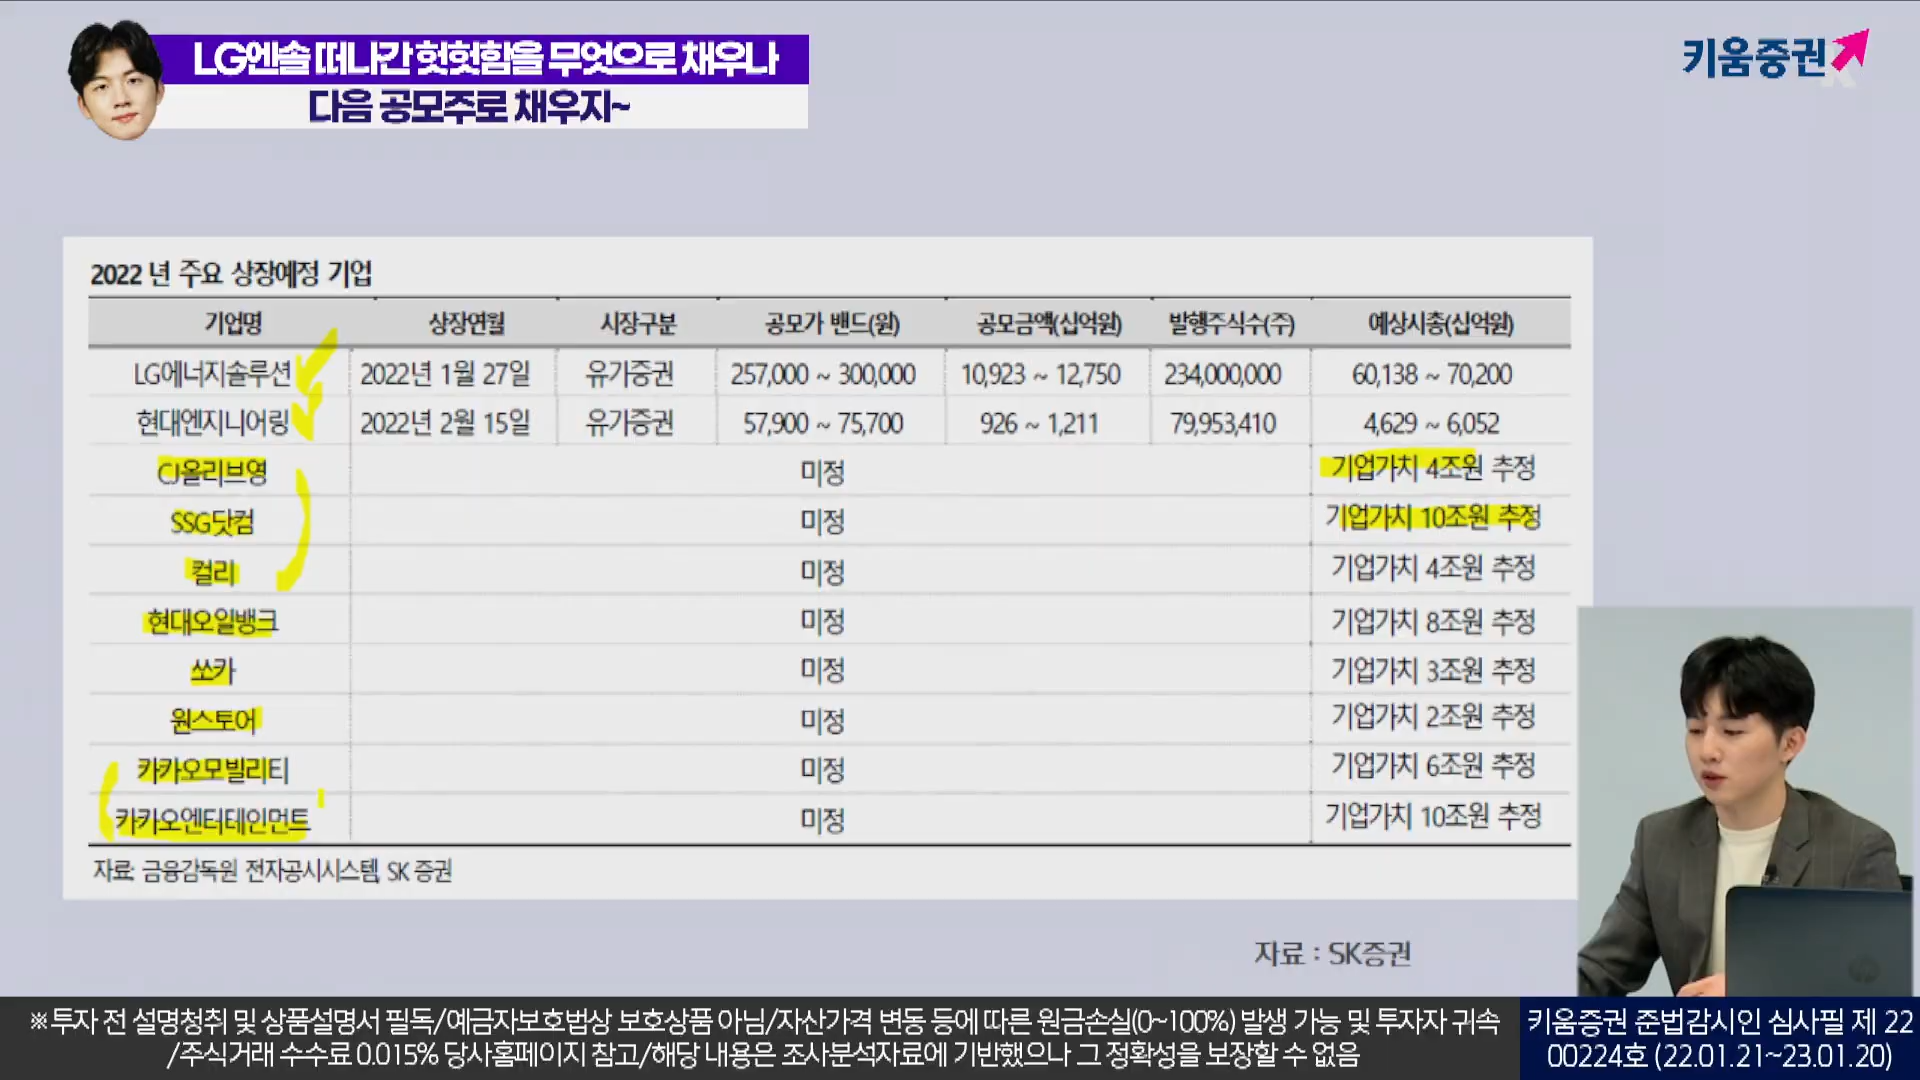 LG엔솔 떠나간 헛헛함을 무엇으로 채우나
다음 공모주로 채우지~
키움증권
2022 년 주요 상장예정 기업
기업명 상장연월 시장구분 공모가 밴드(원) 공모금액(십억원) 발행주식수(주) 예상시총(십억원)
LG에너지솔루션 2022년 1월 27일 유가증권 257,000 ~ 300,000 10,923 ~ 12,750 234,000,000 60,138 ~ 70,200
현대엔지니어링 2022년 2월 15일 유가증권 57,900 ~ 75,700 926 ~ 1,211 79,953,410 4,629 ~ 6,052
CJ올리브영 미정 기업가치 4조원 추정
SSG닷컴 미정 기업가치 10조원 추정
컬리 미정 기업가치 4조원 추정
현대오일뱅크 미정 기업가치 8조원 추정
쏘카 미정 기업가치 3조원 추정
원스토어 미정 기업가치 2조원 추정
카카오모빌리티 미정 기업가치 6조원 추정
카카오엔터테인먼트 미정 기업가치 10조원 추정
자료: 금융감독원 전자공시시스템, SK 증권
자료 : SK증권
※투자 전 설명청취 및 상품설명서 필독/예금자보호법상 보호상품 아님/자산가격 변동 등에 따른 원금손실(0~100%) 발생 가능 및 투자자 귀속
/주식거래 수수료 0.015% 당사홈페이지 참고/해당 내용은 조사분석자료에 기반했으나 그 정확성을 보장할 수 없음
키움증권 준법감시인 심사필 제 22
00224호 (22.01.21~23.01.20)